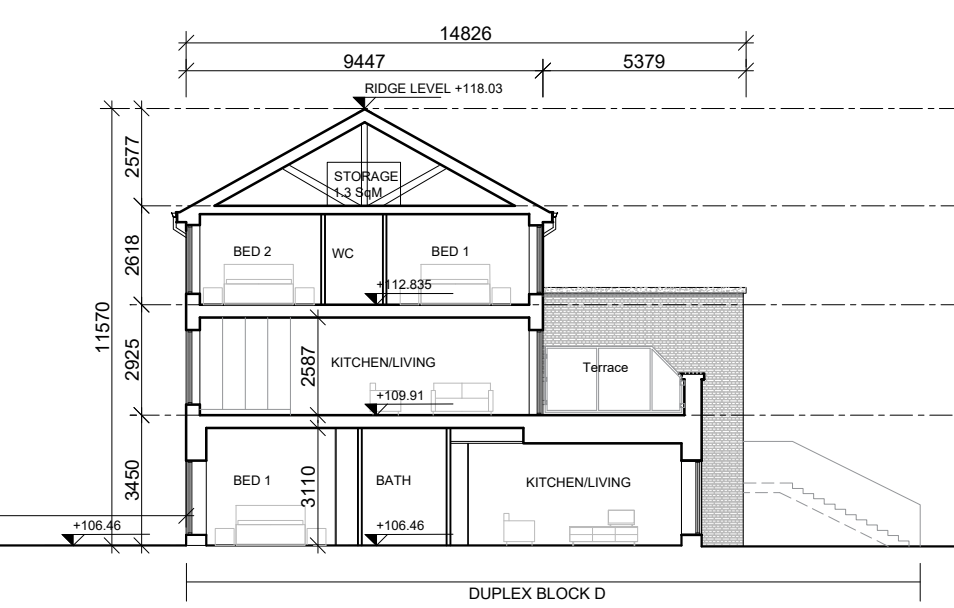 14826
9447
5379
RIDGE LEVEL +118.03
2577
STORAGE
1.3 SqM
2618
BED 2
WC
BED 1
+112.835
11570
2925
2587
KITCHEN/LIVING
Terrace
+109.91
3450
3110
BED 1
BATH
KITCHEN/LIVING
+106.46
+106.46
DUPLEX BLOCK D